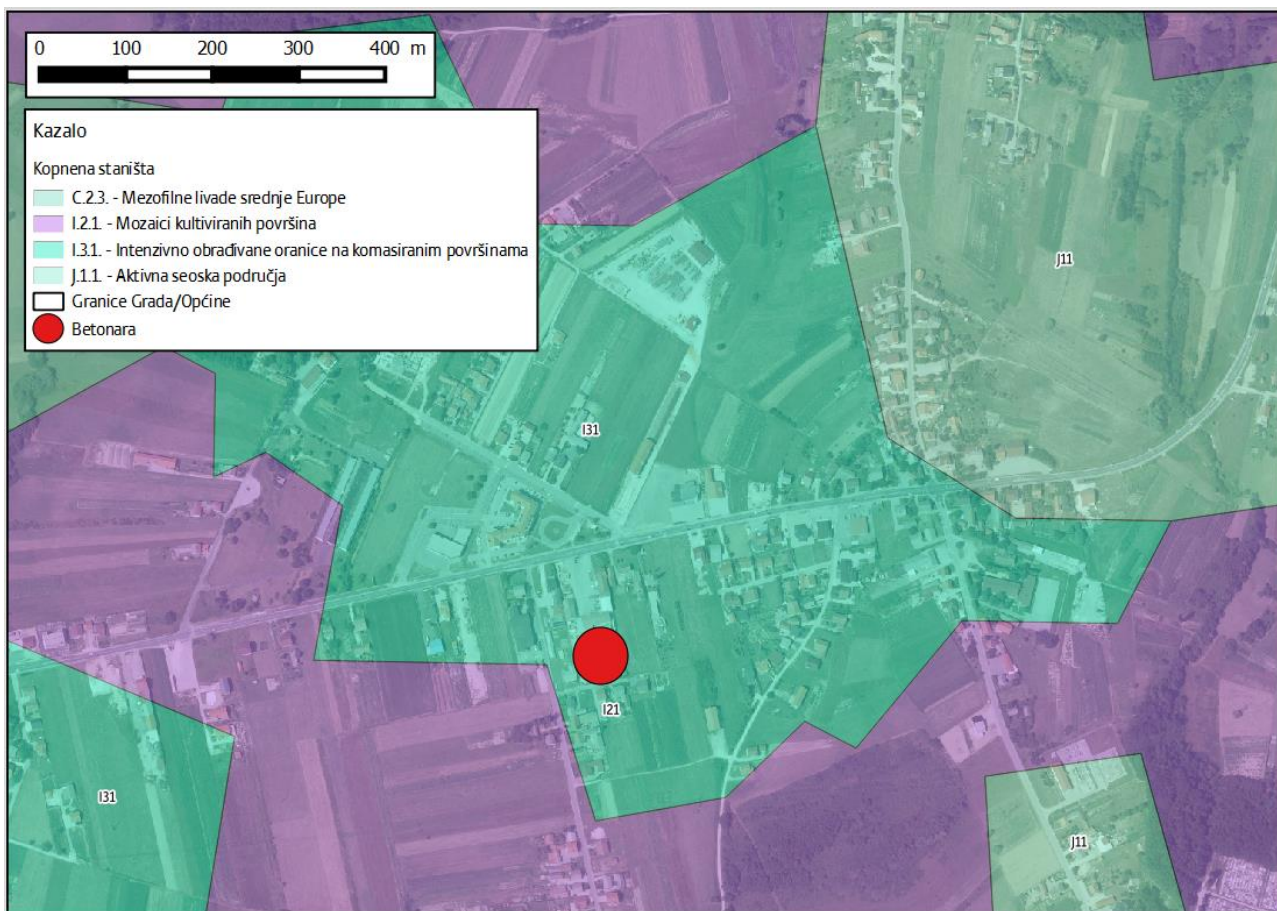 0 100 200 300 400 m
Kazalo
Kopnena staništa
C.2.3. - Mezofilne livade srednje Europe
I.2.1. - Mozaici kultiviranih površina
I.3.1. - Intenzivno obrađivane oranice na komasiranim površinama
J.1.1. - Aktivna seoska područja
Granice Grada/Općine
Betonara
J11
I31
I21
I31
J11